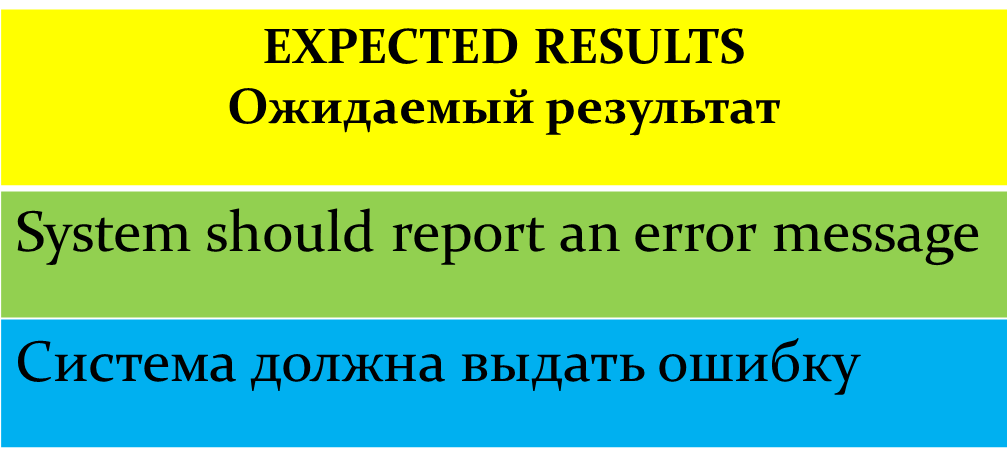 EXPECTED RESULTS
Ожидаемый результат
System should report an error message
Система должна выдать ошибку